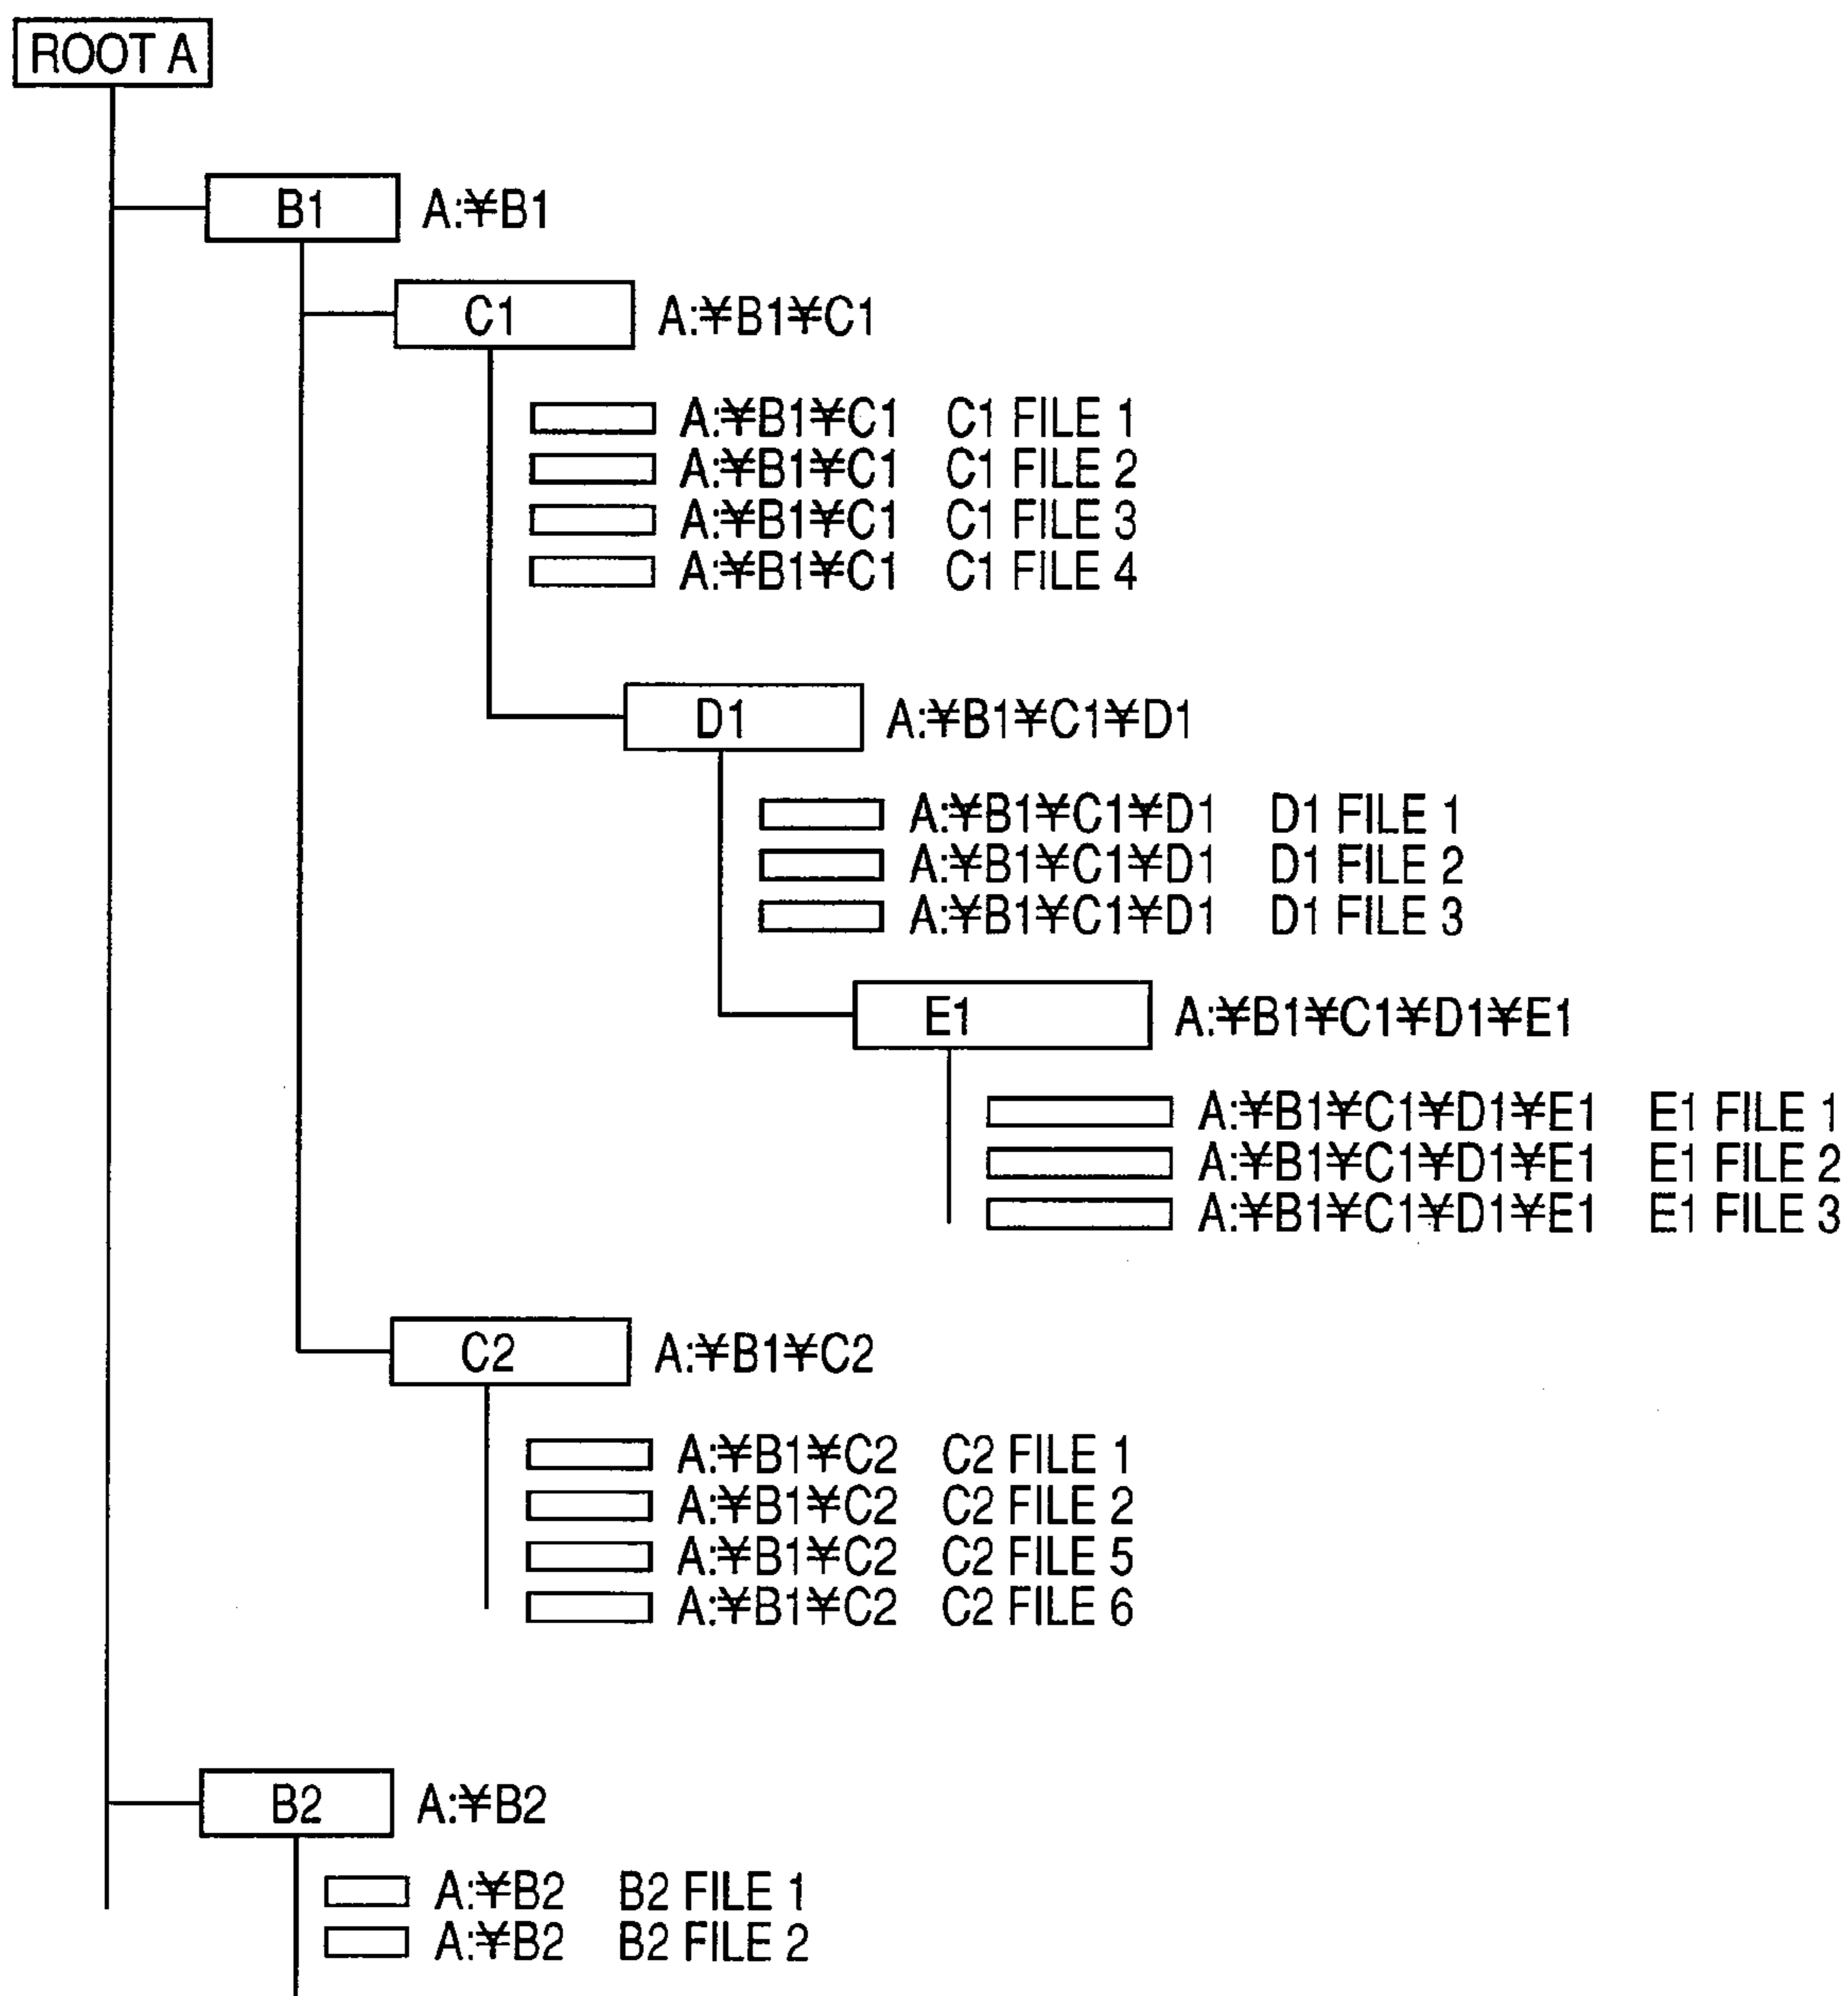 ROOT A
B1 A:¥B1
C1 A:¥B1¥C1
A:¥B1¥C1 C1 FILE 1
A:¥B1¥C1 C1 FILE 2
A:¥B1¥C1 C1 FILE 3
A:¥B1¥C1 C1 FILE 4
D1 A:¥B1¥C1¥D1
A:¥B1¥C1¥D1 D1 FILE 1
A:¥B1¥C1¥D1 D1 FILE 2
A:¥B1¥C1¥D1 D1 FILE 3
E1 A:¥B1¥C1¥D1¥E1
A:¥B1¥C1¥D1¥E1 E1 FILE 1
A:¥B1¥C1¥D1¥E1 E1 FILE 2
A:¥B1¥C1¥D1¥E1 E1 FILE 3
C2 A:¥B1¥C2
A:¥B1¥C2 C2 FILE 1
A:¥B1¥C2 C2 FILE 2
A:¥B1¥C2 C2 FILE 5
A:¥B1¥C2 C2 FILE 6
B2 A:¥B2
A:¥B2 B2 FILE 1
A:¥B2 B2 FILE 2